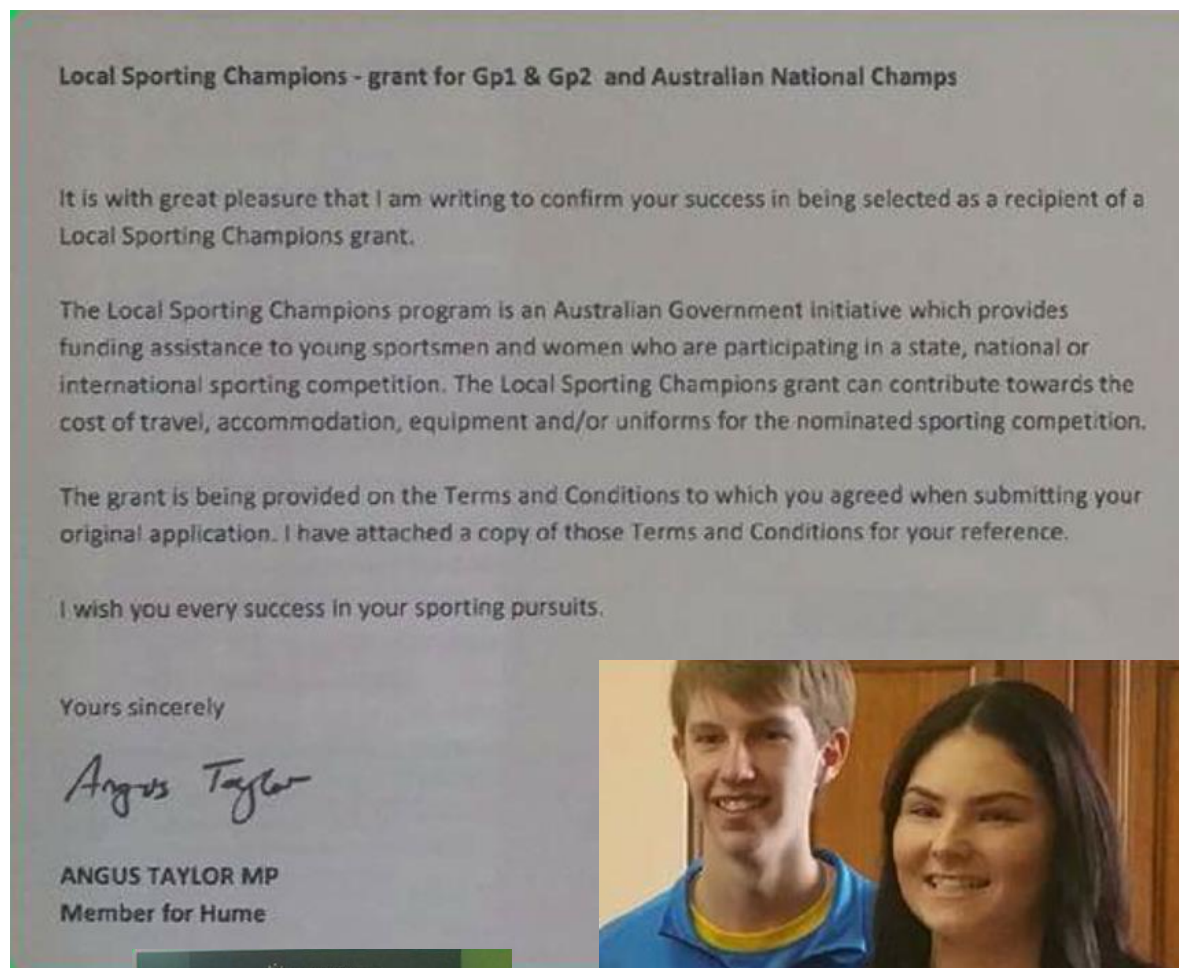 Local Sporting Champions - grant for Gp1 & Gp2 and Australian National Champs
It is with great pleasure that I am writing to confirm your success in being selected as a recipient of a
Local Sporting Champions grant.
The Local Sporting Champions program is an Australian Government initiative which provides
funding assistance to young sportsmen and women who are participating in a state, national or
international sporting competition. The Local Sporting Champions grant can contribute towards the
cost of travel, accommodation, equipment and/or uniforms for the nominated sporting competition.
The grant is being provided on the Terms and Conditions to which you agreed when submitting your
original application. I have attached a copy of those Terms and Conditions for your reference.
I wish you every success in your sporting pursuits.
Yours sincerely
Angus Taylor
ANGUS TAYLOR MP
Member for Hume